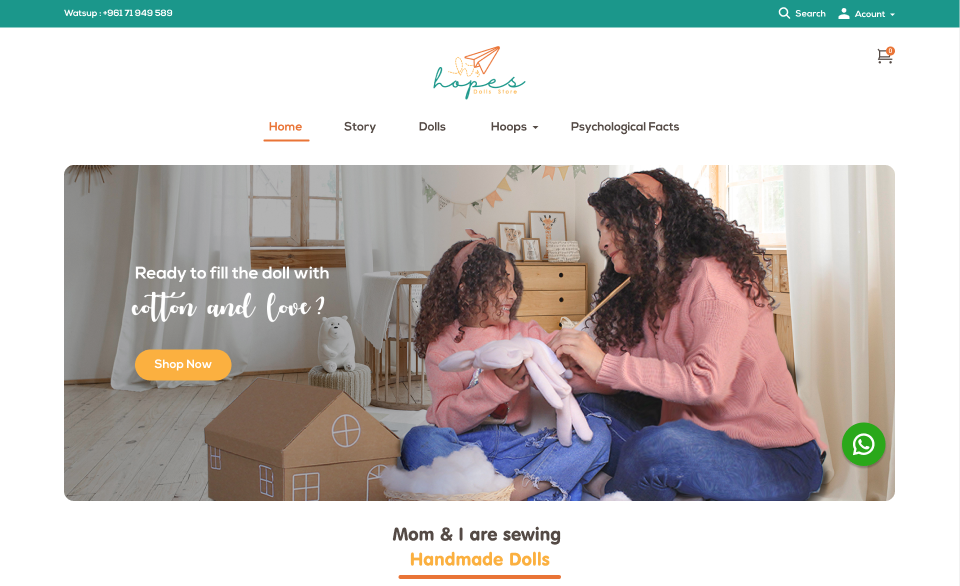 Watsup : +961 71 949 589
Search
Acount
0
hopes
Dolls Store
Home
Story
Dolls
Hoops
Psychological Facts
Ready to fill the doll with
cotton and love?
Shop Now
Mom & I are sewing
Handmade Dolls